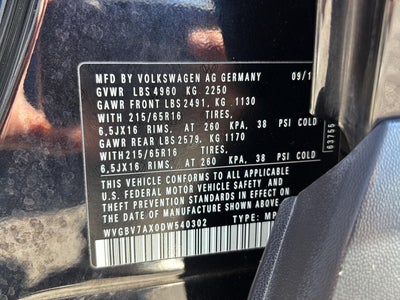 MFD BY VOLKSWAGEN AG GERMANY 09/1
GVWR LBS 4960 KG 2250
GAWR FRONT LBS 2491, KG 1130
WITH 215/65R16 TIRES,
6,5JX16 RIMS, AT 260 KPA, 38 PSI COLD
GAWR REAR LBS 2579, KG 1170
WITH 215/65R16 TIRES,
6,5JX16 RIMS, AT 260 KPA, 38 PSI COLD
THIS VEHICLE CONFORMS TO ALL APPLICABLE
U.S. FEDERAL MOTOR VEHICLE SAFETY AND
THEFT PREVENTION STANDARDS IN EFFECT
ON THE DATE OF MANUFACTURE SHOWN
WVGBV7AX0DW540302 TYPE: MP
63755